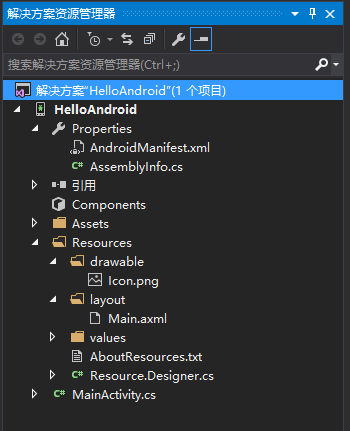 解决方案资源管理器
搜索解决方案资源管理器(Ctrl+;)
解决方案"HelloAndroid"(1 个项目)
HelloAndroid
Properties
AndroidManifest.xml
AssemblyInfo.cs
引用
Components
Assets
Resources
drawable
Icon.png
layout
Main.axml
values
AboutResources.txt
Resource.Designer.cs
MainActivity.cs